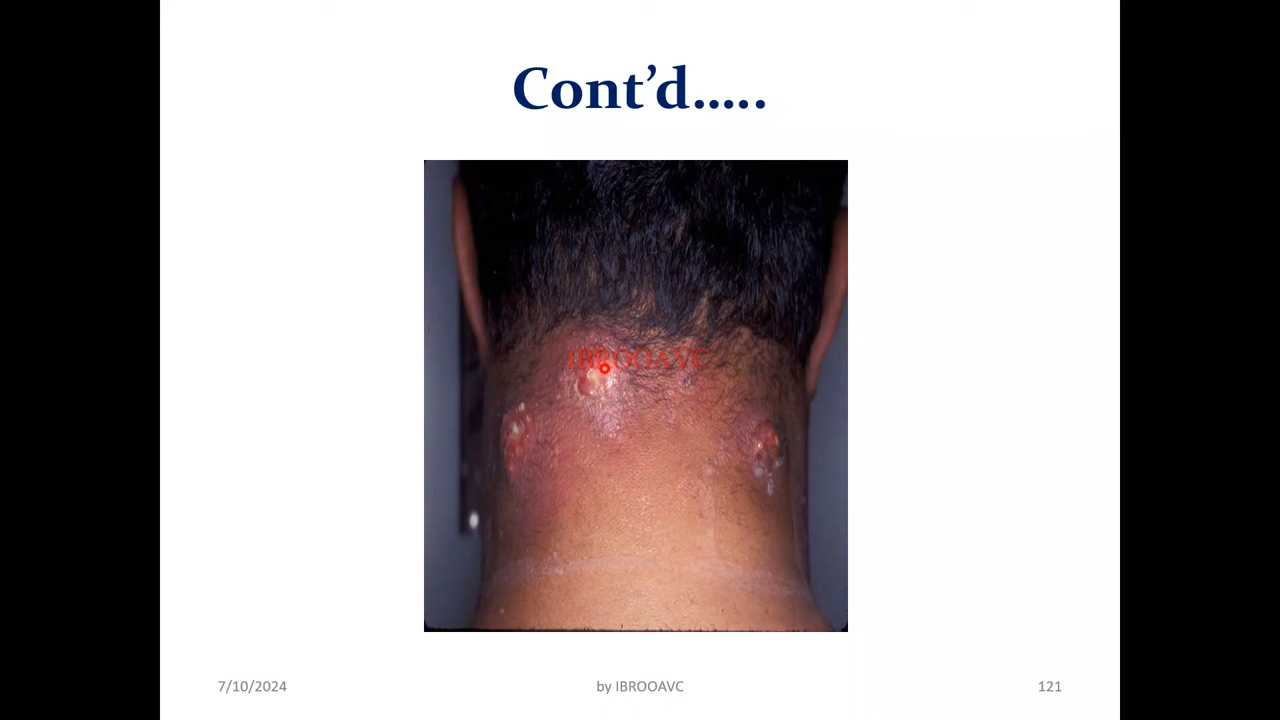 Cont’d.....
IBROOAVC
7/10/2024
by IBROOAVC
121